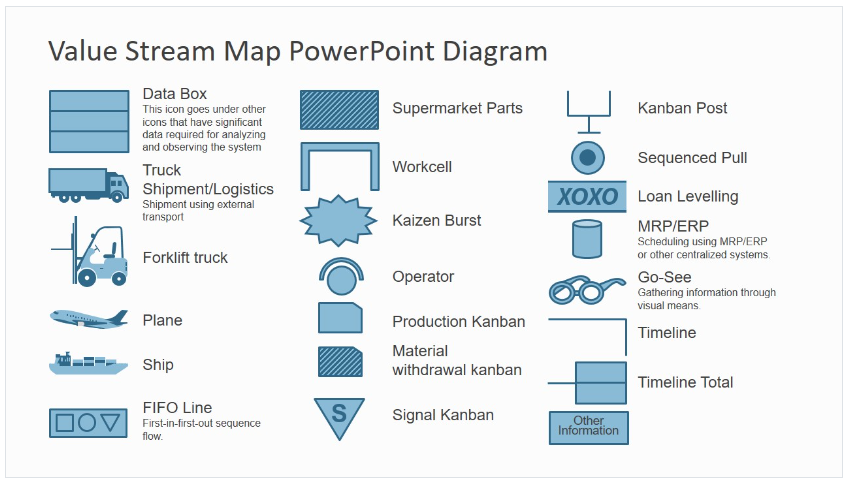 Value Stream Map PowerPoint Diagram
Data Box
This icon goes under other
icons that have significant
data required for analyzing
and observing the system
Truck
Shipment/Logistics
Shipment using external
transport
Forklift truck
Plane
Ship
FIFO Line
First-in-first-out sequence
flow.
Supermarket Parts
Workcell
Kaizen Burst
Operator
Production Kanban
Material
withdrawal kanban
S
Signal Kanban
Kanban Post
Sequenced Pull
XOXO
Loan Levelling
MRP/ERP
Scheduling using MRP/ERP
or other centralized systems.
Go-See
Gathering information through
visual means.
Timeline
Timeline Total
Other
Information